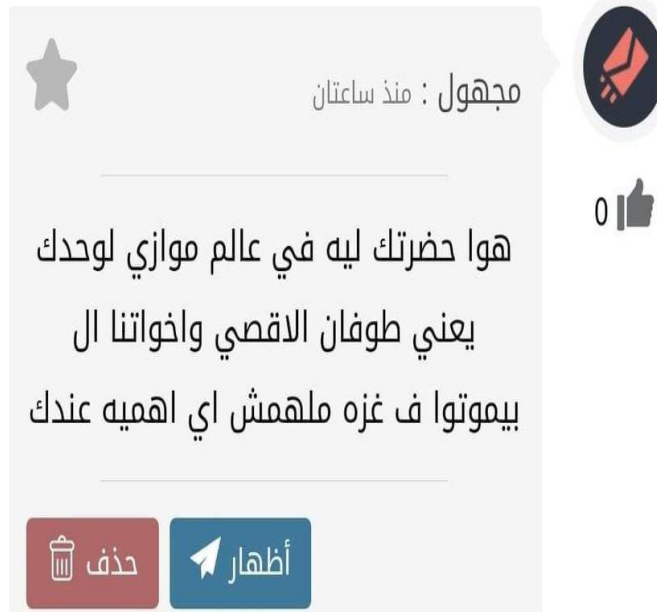 مجهول : منذ ساعتان
0
هوا حضرتك ليه في عالم موازي لوحدك
يعني طوفان الاقصي واخواتنا ال
بيموتوا ف غزه ملهمش اي اهميه عندك
أظهار
حذف